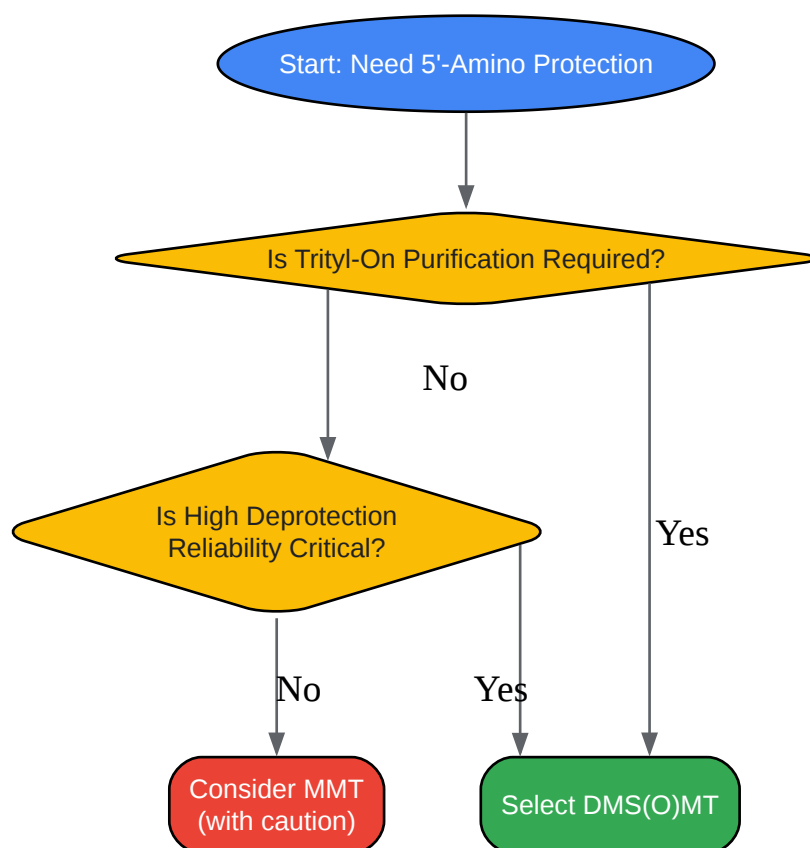 Start: Need 5'-Amino Protection
Is Trityl-On Purification Required?
No
Is High Deprotection
Reliability Critical?
Yes
No
Yes
Consider MMT
(with caution)
Select DMS(O)MT